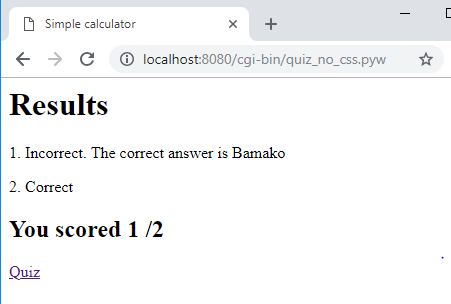 Simple calculator
localhost:8080/cgi-bin/quiz_no_css.pyw
Results
1. Incorrect. The correct answer is Bamako
2. Correct
You scored 1 /2
Quiz